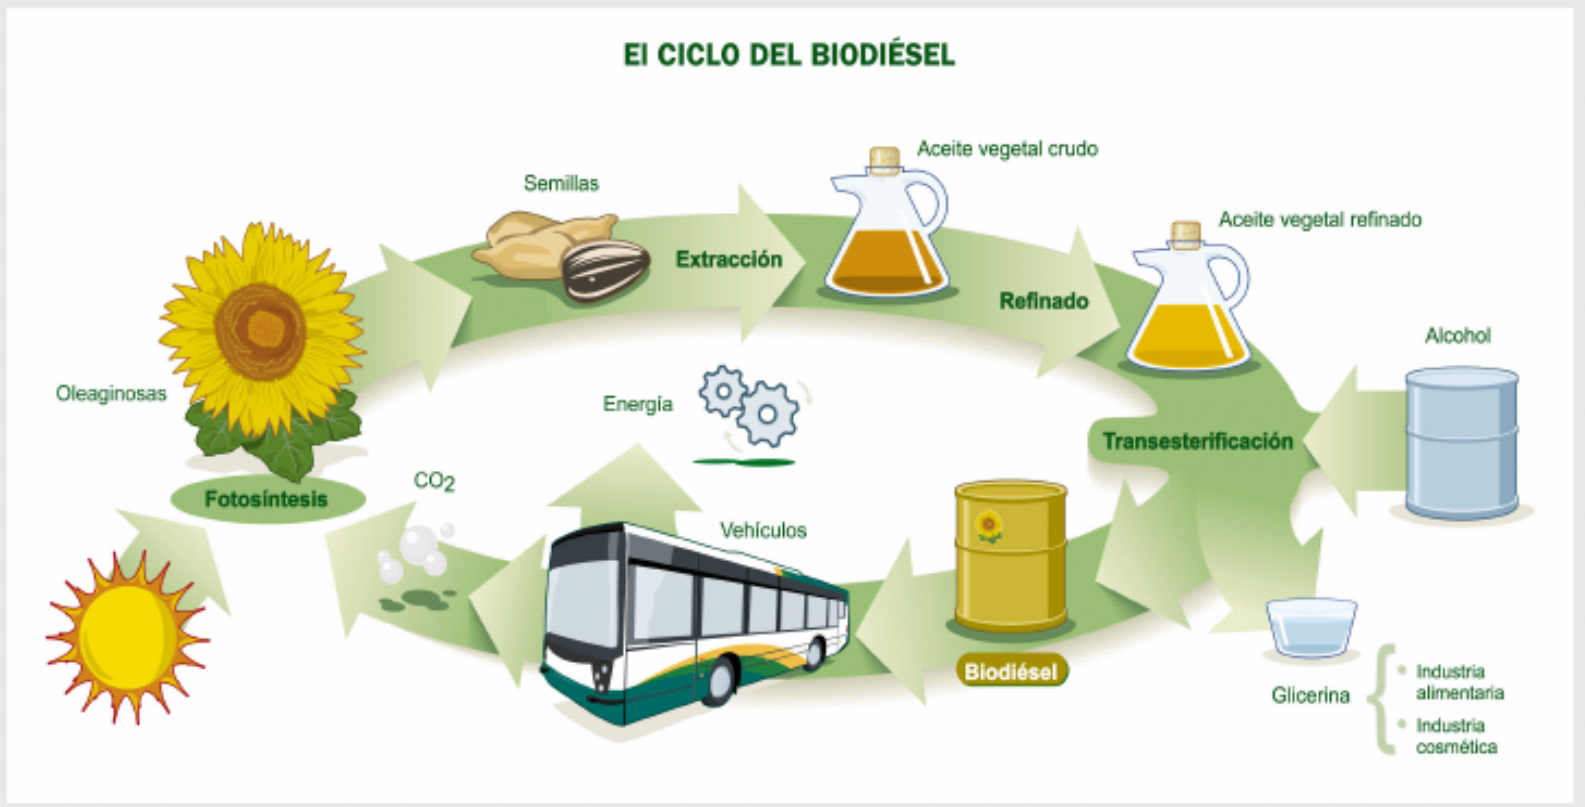 El CICLO DEL BIODIÉSEL
Aceite vegetal crudo
Semillas
Aceite vegetal refinado
Extracción
Refinado
Alcohol
Oleaginosas
Energía
Transesterificación
CO2
Fotosíntesis
Vehículos
Biodiésel
Glicerina
• Industria
alimentaria
• Industria
cosmética